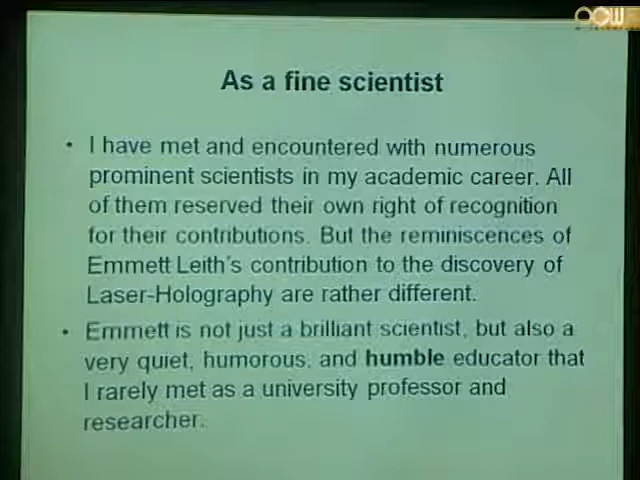 OCW
As a fine scientist
• I have met and encountered with numerous
prominent scientists in my academic career. All
of them reserved their own right of recognition
for their contributions. But the reminiscences of
Emmett Leith's contribution to the discovery of
Laser-Holography are rather different.
• Emmett is not just a brilliant scientist, but also a
very quiet, humorous, and humble educator that
I rarely met as a university professor and
researcher.